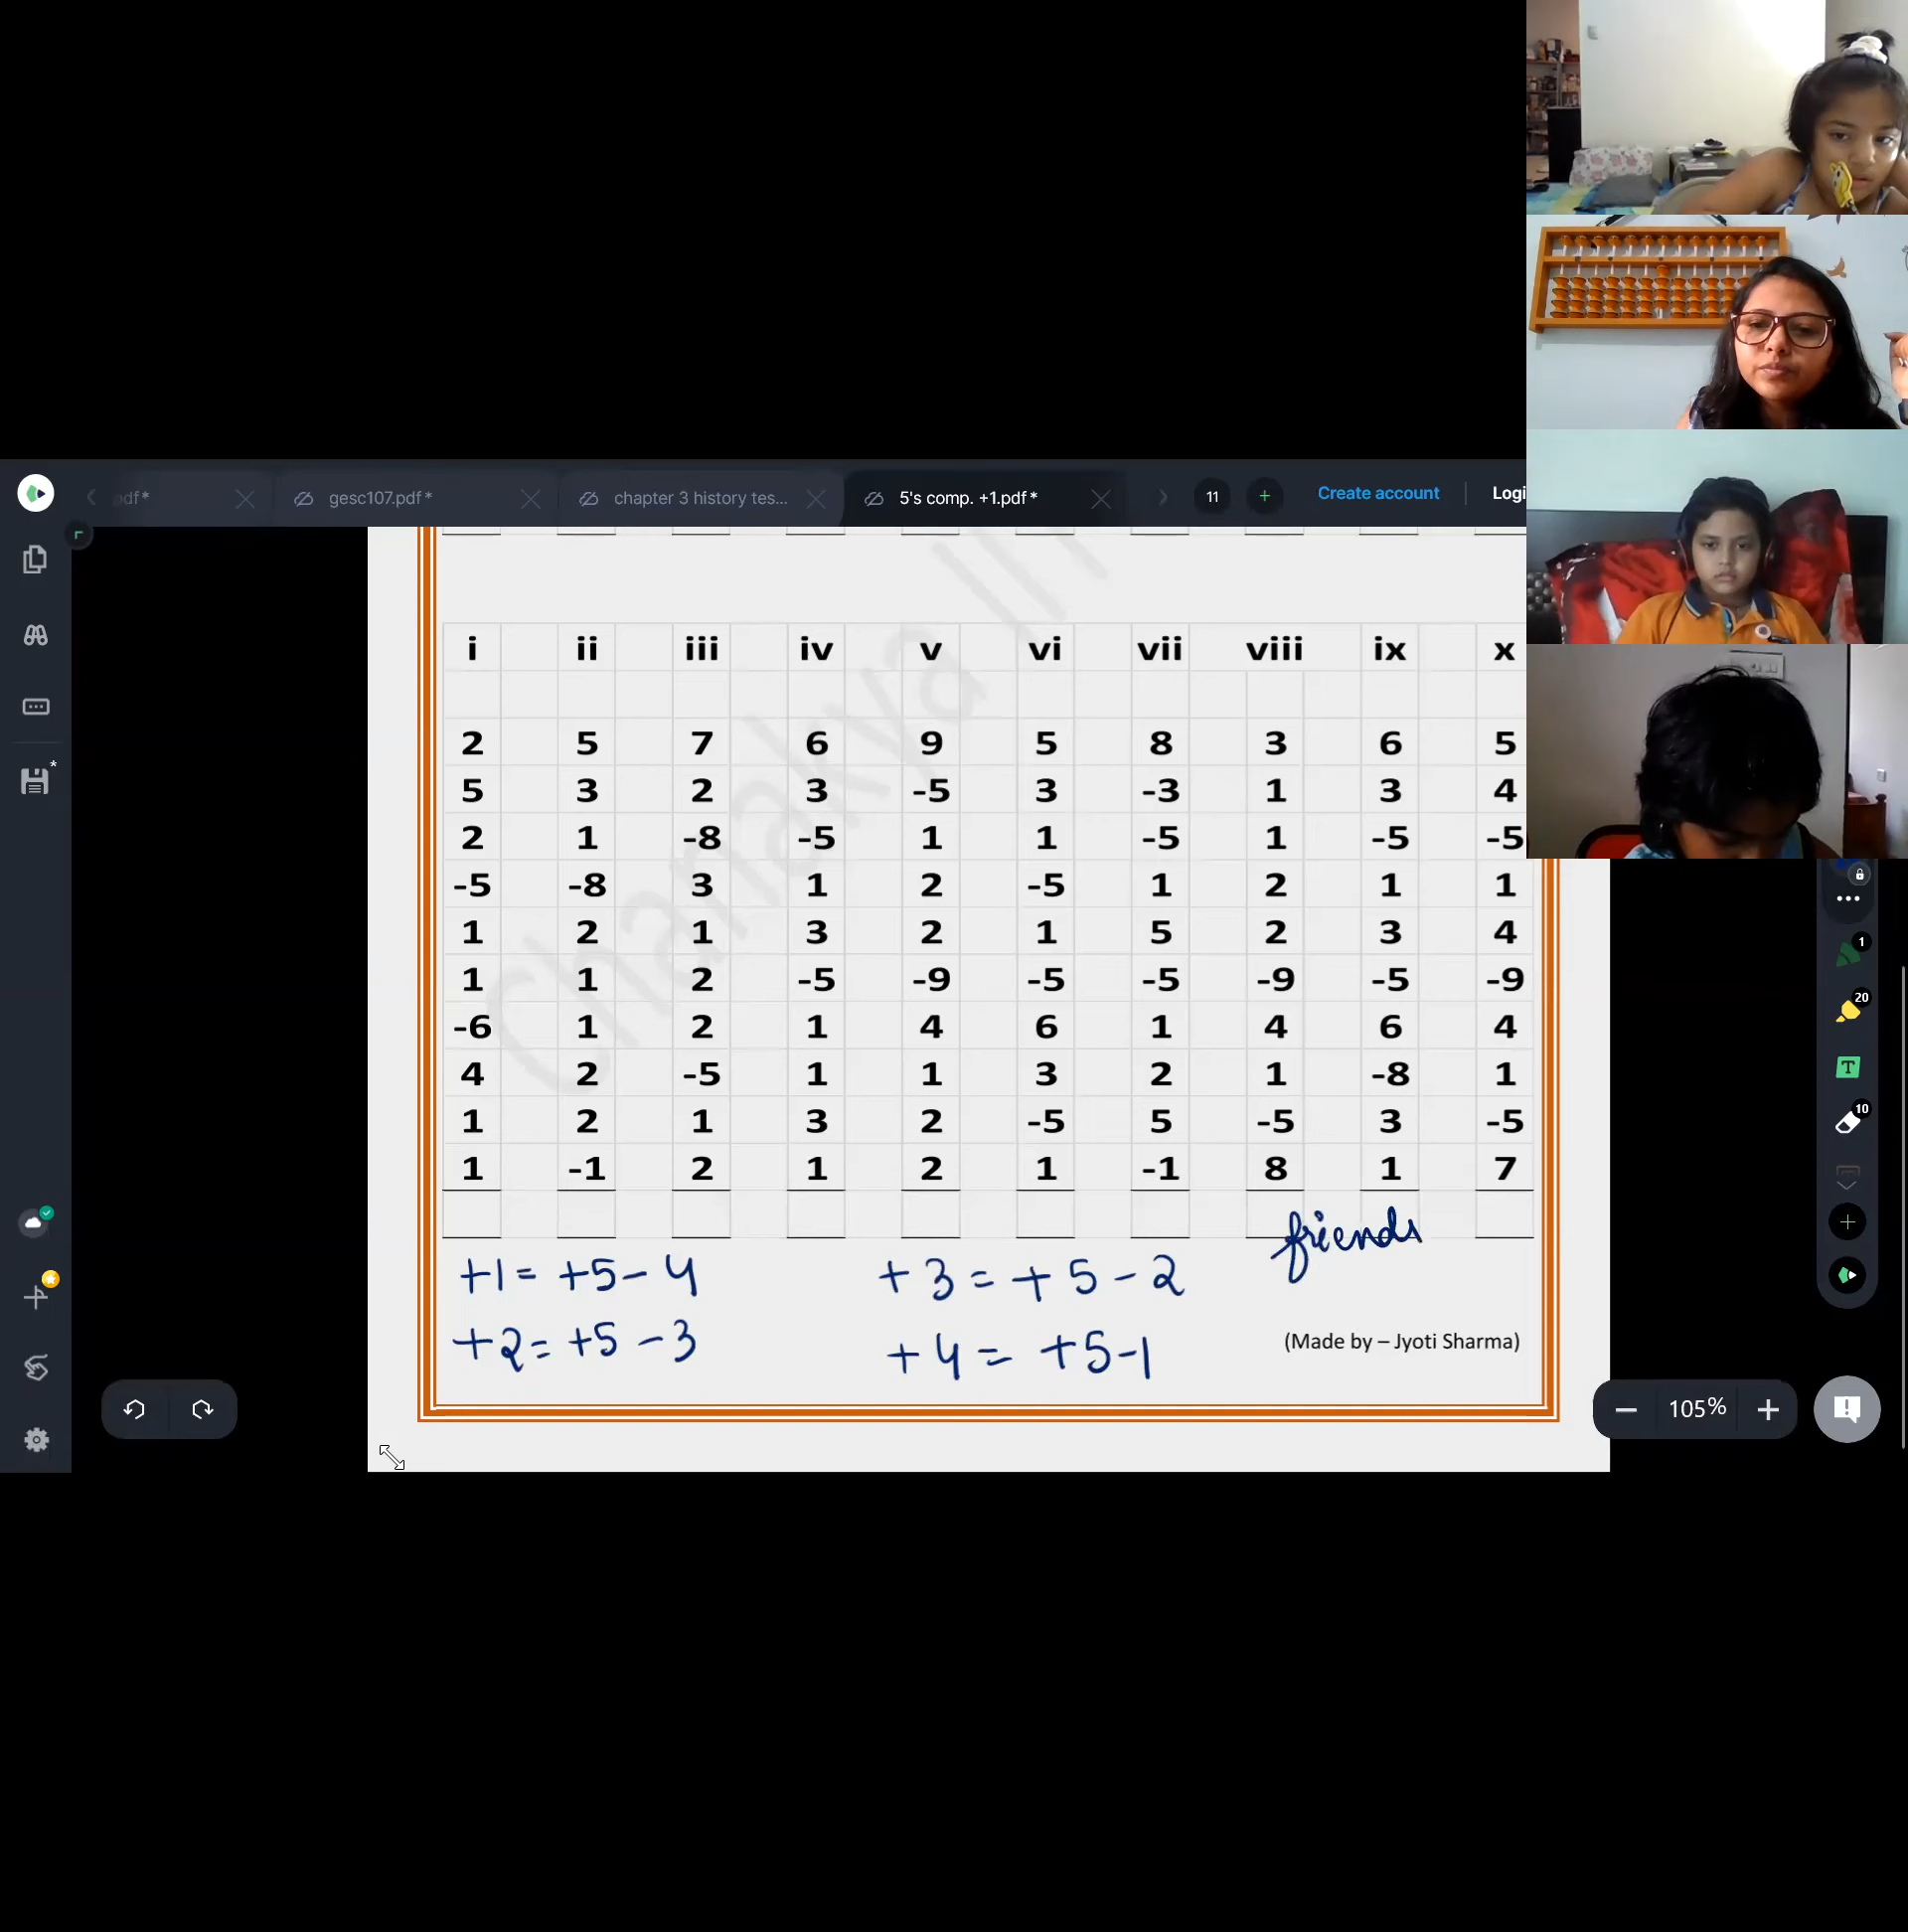 pdf*
gesc107.pdf*
chapter 3 history tes...
5's comp. +1.pdf*
11
+
Create account
Logi
i ii iii iv v vi vii viii ix x
2 5 7 6 9 5 8 3 6 5
5 3 2 3 -5 3 -3 1 3 4
2 1 -8 -5 1 1 -5 1 -5 -5
-5 -8 3 1 2 -5 1 2 1 1
1 2 1 3 2 1 5 2 3 4
1 1 2 -5 -9 -5 -5 -9 -5 -9
-6 1 2 1 4 6 1 4 6 4
4 2 -5 1 1 3 2 1 -8 1
1 2 1 3 2 -5 5 -5 3 -5
1 -1 2 1 2 1 -1 8 1 7
Chanakya
friends
+1 = +5 - 4 +3 = +5 - 2
+2 = +5 - 3 +4 = +5 - 1
(Made by – Jyoti Sharma)
1
20
T
10
105%